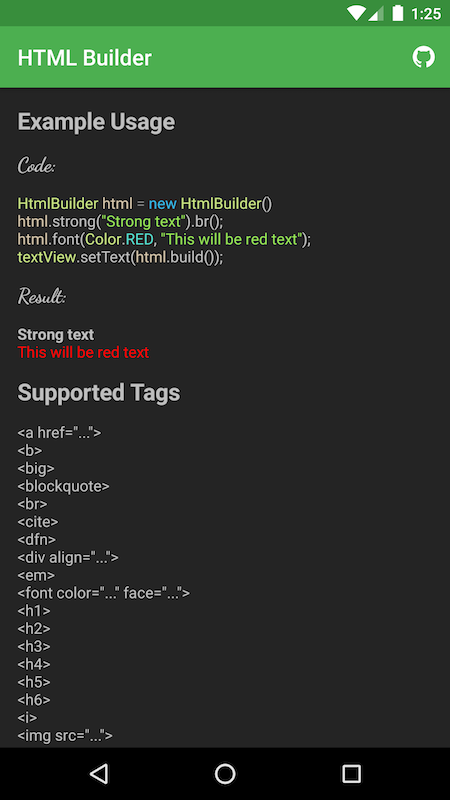 1:25
HTML Builder
Example Usage
Code:
HtmlBuilder html = new HtmlBuilder()
html.strong("Strong text").br();
html.font(Color.RED, "This will be red text");
textView.setText(html.build());
Result:
Strong text
This will be red text
Supported Tags
<a href="...">
<b>
<big>
<blockquote>
<br>
<cite>
<dfn>
<div align="...">
<em>
<font color="..." face="...">
<h1>
<h2>
<h3>
<h4>
<h5>
<h6>
<i>
<img src="...">